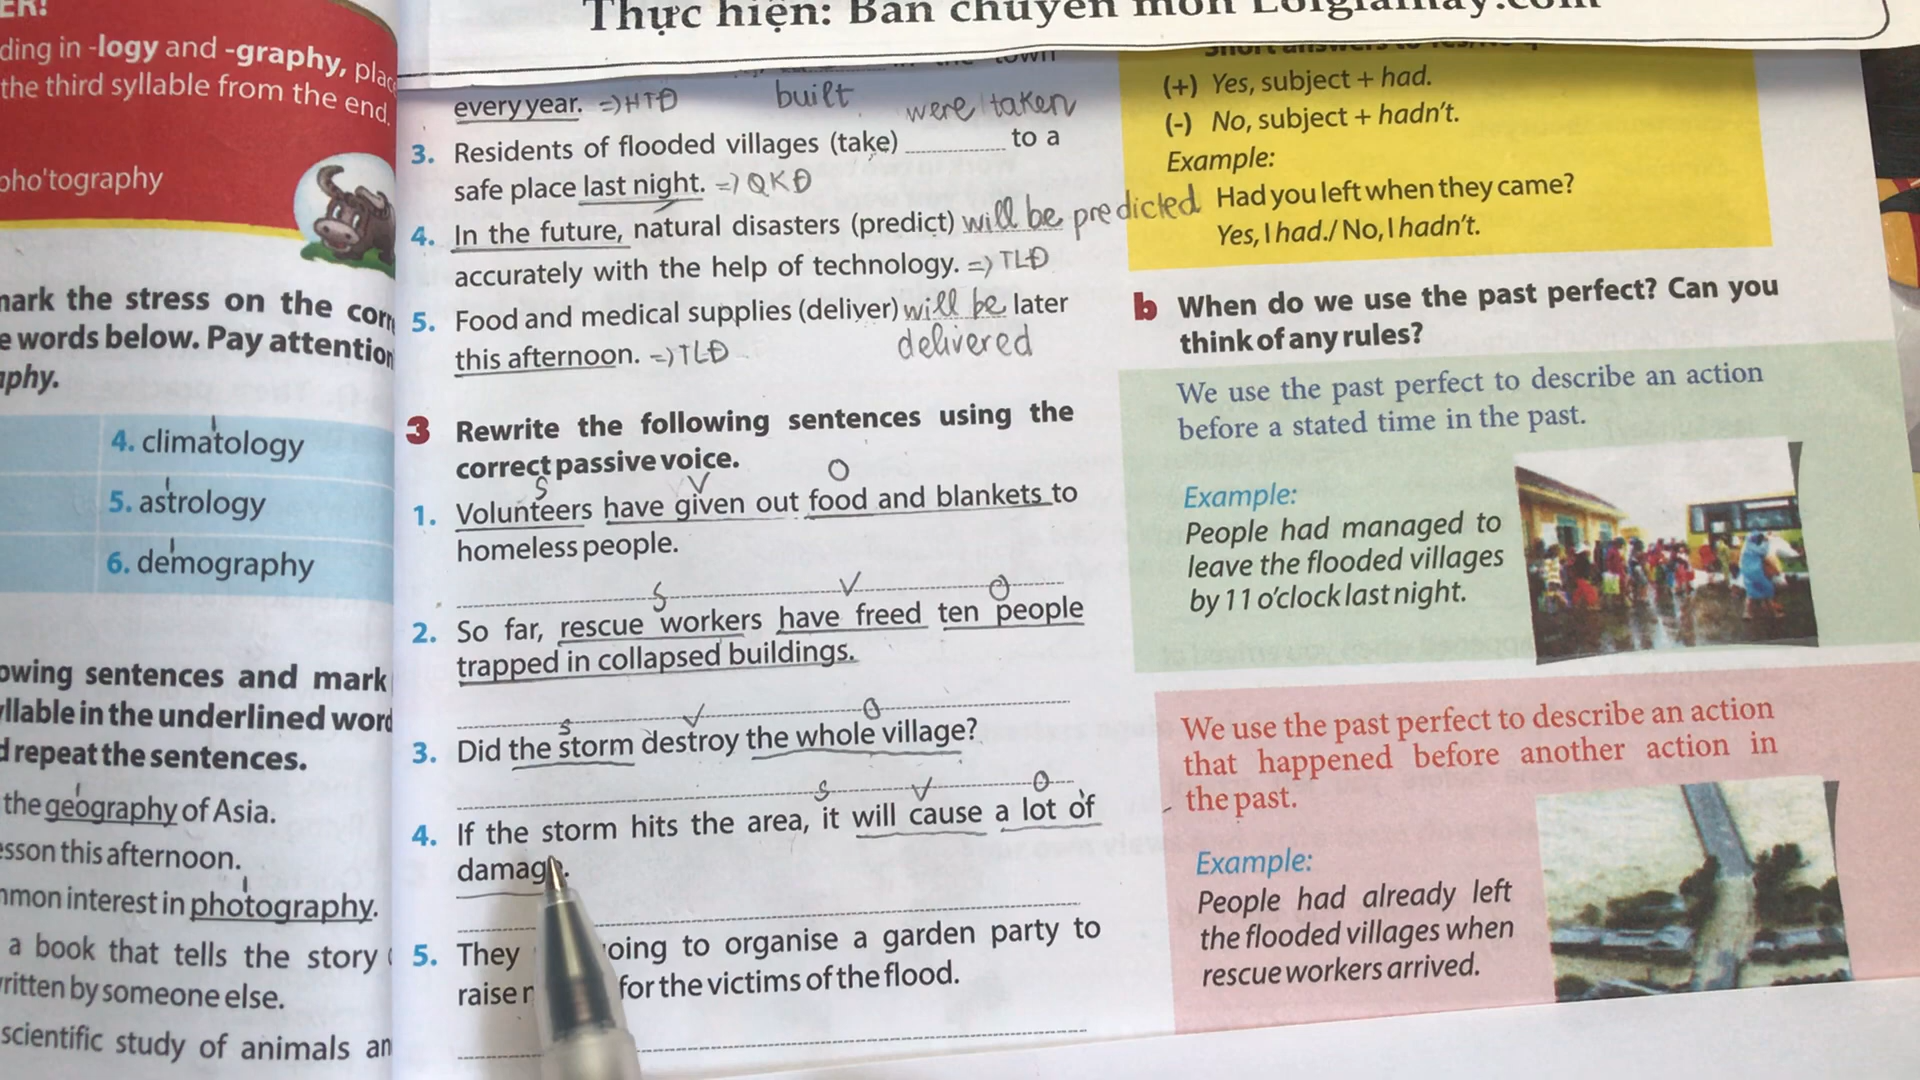 Thực hiện: Ban chuyên môn Loigiaihay.com
ding in -logy and -graphy, plac
the third syllable from the end.
pho'tography
mark the stress on the corr
e words below. Pay attention
aphy.
4. climatology
5. astrology
6. demography
owing sentences and mark
yllable in the underlined word
d repeat the sentences.
the geography of Asia.
esson this afternoon.
mmon interest in photography.
a book that tells the story
written by someone else.
scientific study of animals an
every year. =) HTĐ
built were taken
3. Residents of flooded villages (take) to a
safe place last night. =) QKĐ
4. In the future, natural disasters (predict) will be predicted
accurately with the help of technology. =) TLĐ
5. Food and medical supplies (deliver) will be later
this afternoon. =) TLĐ delivered
3 Rewrite the following sentences using the
correct passive voice.
S V O
1. Volunteers have given out food and blankets to
homeless people.
S V O
2. So far, rescue workers have freed ten people
trapped in collapsed buildings.
S V O
3. Did the storm destroy the whole village?
S V O
4. If the storm hits the area, it will cause a lot of
damage.
5. They going to organise a garden party to
raise for the victims of the flood.
(+) Yes, subject + had.
(-) No, subject + hadn't.
Example:
Had you left when they came?
Yes, I had./ No, I hadn't.
b When do we use the past perfect? Can you
think of any rules?
We use the past perfect to describe an action
before a stated time in the past.
Example:
People had managed to
leave the flooded villages
by 11 o'clock last night.
We use the past perfect to describe an action
that happened before another action in
the past.
Example:
People had already left
the flooded villages when
rescue workers arrived.